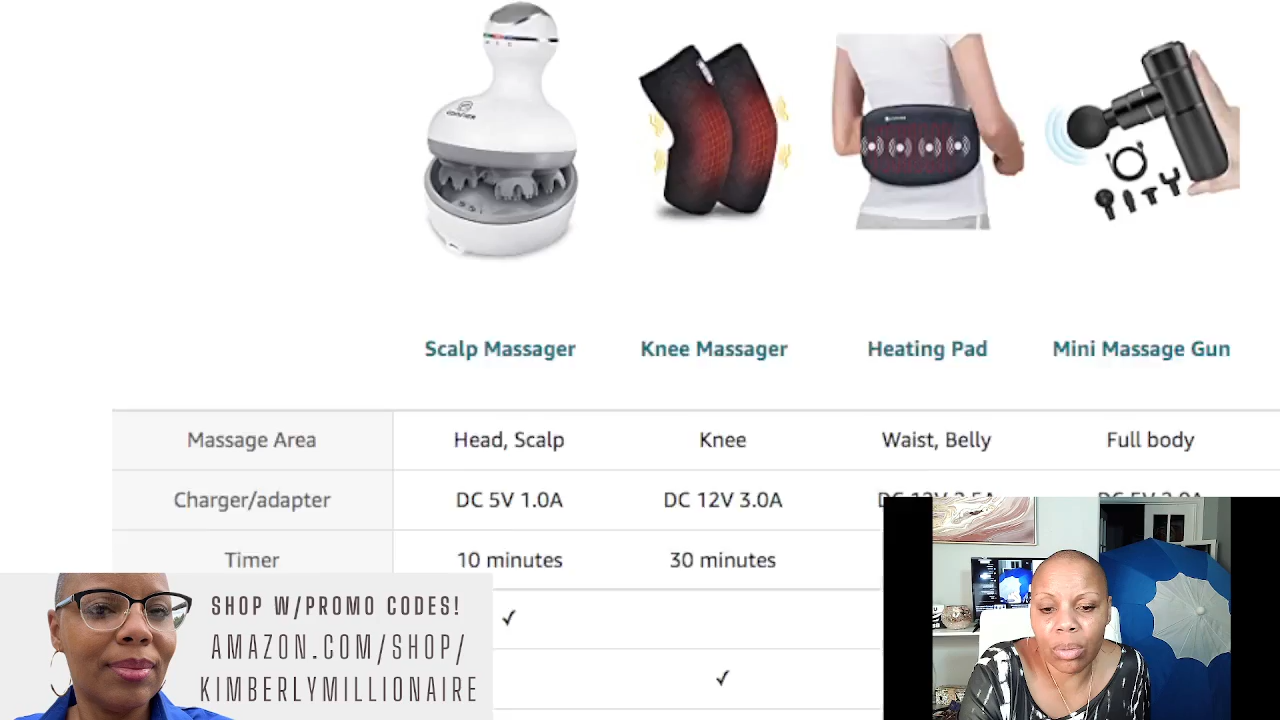 Scalp Massager Knee Massager Heating Pad Mini Massage Gun
Massage Area Head, Scalp Knee Waist, Belly Full body
Charger/adapter DC 5V 1.0A DC 12V 3.0A
Timer 10 minutes 30 minutes
✓
✓
SHOP W/PROMO CODES!
AMAZON.COM/SHOP/
KIMBERLYMILLIONAIRE